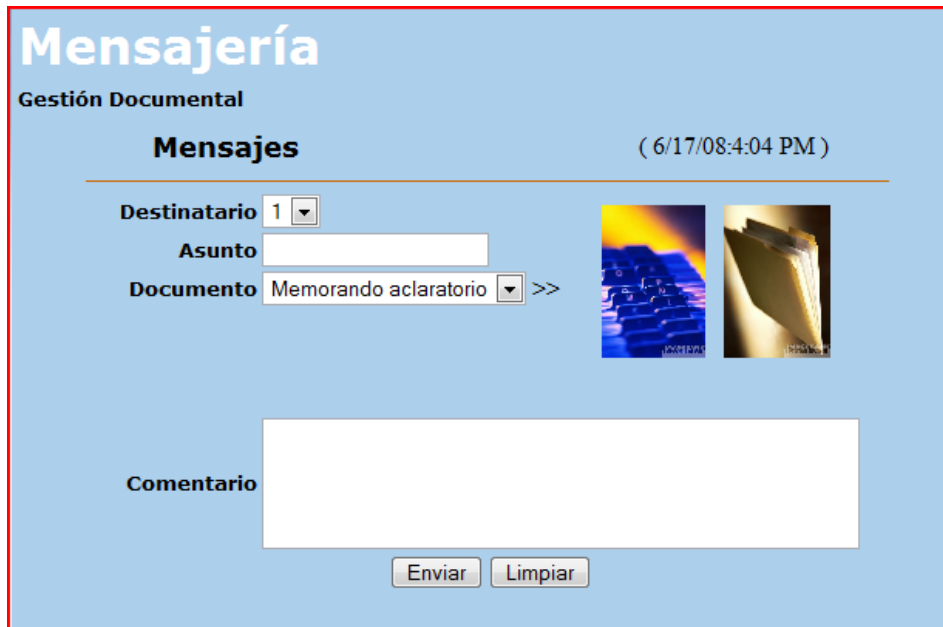 Mensajería
Gestión Documental
Mensajes ( 6/17/08:4:04 PM )
Destinatario 1
Asunto
Documento Memorando aclaratorio >>
Comentario
Enviar Limpiar